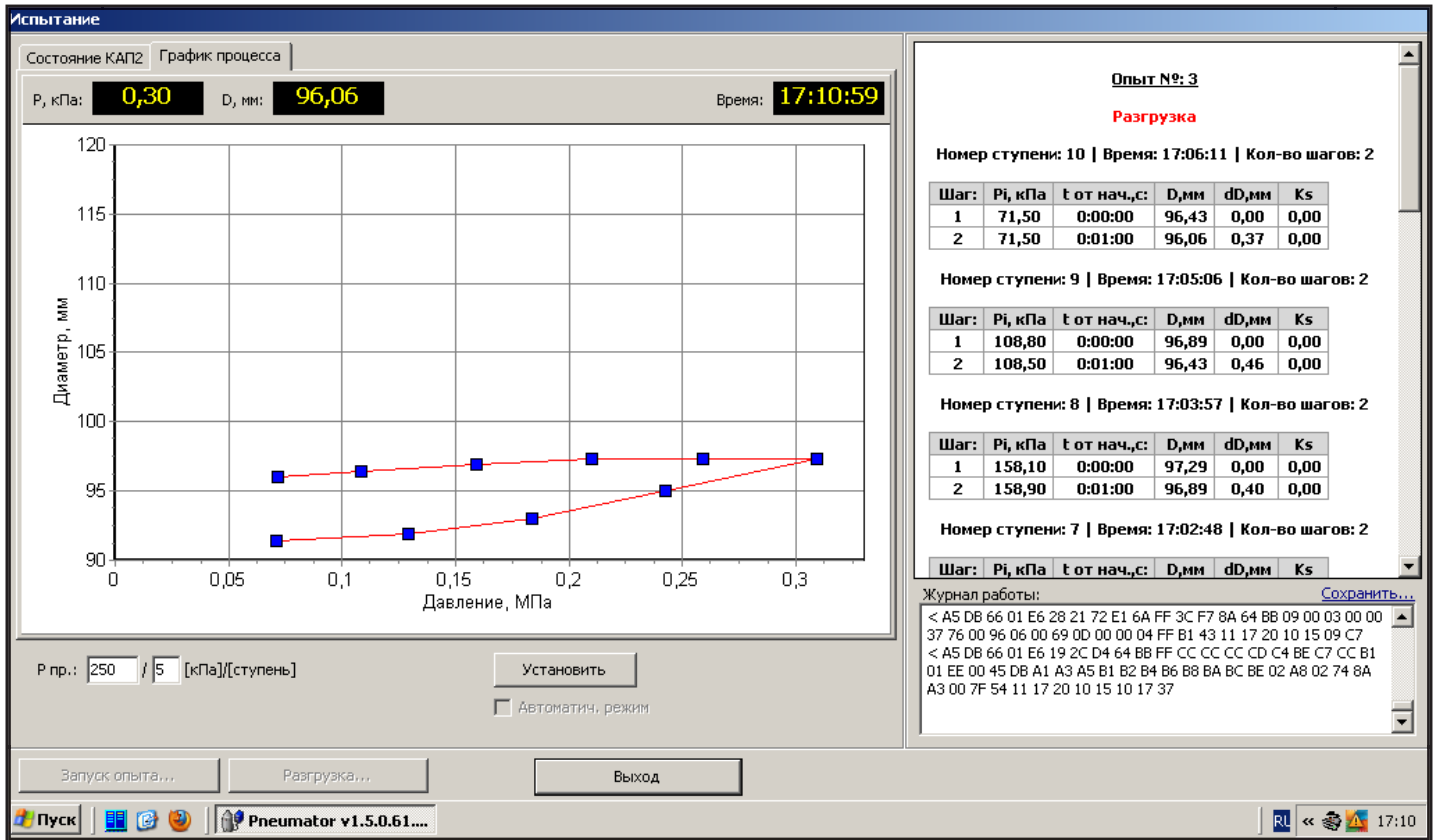 Испытание
Состояние КАП2 График процесса
P, кПа: 0,30 D, мм: 96,06 Время: 17:10:59
120
115
110
105
100
95
90
Диаметр, мм
0 0,05 0,1 0,15 0,2 0,25 0,3
Давление, МПа
P пр.: 250 / 5 [кПа]/[ступень] Установить
Автоматич. режим
Запуск опыта... Разгрузка... Выход
Опыт №: 3
Разгрузка
Номер ступени: 10 | Время: 17:06:11 | Кол-во шагов: 2
Шаг: Pi, кПа t от нач.,с: D,мм dD,мм Ks
1 71,50 0:00:00 96,43 0,00 0,00
2 71,50 0:01:00 96,06 0,37 0,00
Номер ступени: 9 | Время: 17:05:06 | Кол-во шагов: 2
Шаг: Pi, кПа t от нач.,с: D,мм dD,мм Ks
1 108,80 0:00:00 96,89 0,00 0,00
2 108,50 0:01:00 96,43 0,46 0,00
Номер ступени: 8 | Время: 17:03:57 | Кол-во шагов: 2
Шаг: Pi, кПа t от нач.,с: D,мм dD,мм Ks
1 158,10 0:00:00 97,29 0,00 0,00
2 158,90 0:01:00 96,89 0,40 0,00
Номер ступени: 7 | Время: 17:02:48 | Кол-во шагов: 2
Шаг: Pi, кПа t от нач.,с: D,мм dD,мм Ks
Журнал работы: Сохранить...
< A5 DB 66 01 E6 28 21 72 E1 6A FF 3C F7 8A 64 BB 09 00 03 00 00
37 76 00 96 06 00 69 0D 00 00 04 FF B1 43 11 17 20 10 15 09 C7
< A5 DB 66 01 E6 19 2C D4 64 BB FF CC CC CC CD C4 BE C7 CC B1
01 EE 00 45 DB A1 A3 A5 B1 B2 B4 B6 B8 BA BC BE 02 A8 02 74 8A
A3 00 7F 54 11 17 20 10 15 10 17 37
Пуск Pneumator v1.5.0.61.... RU « 17:10